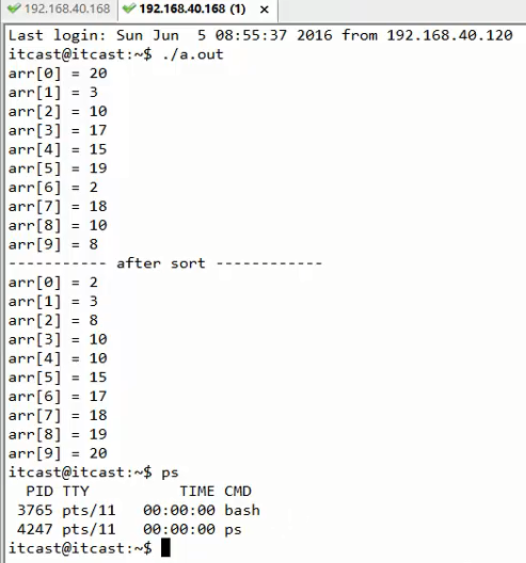 192.168.40.168 192.168.40.168 (1) ×
Last login: Sun Jun  5 08:55:37 2016 from 192.168.40.120
itcast@itcast:~$ ./a.out
arr[0] = 20
arr[1] = 3
arr[2] = 10
arr[3] = 17
arr[4] = 15
arr[5] = 19
arr[6] = 2
arr[7] = 18
arr[8] = 10
arr[9] = 8
----------- after sort ------------
arr[0] = 2
arr[1] = 3
arr[2] = 8
arr[3] = 10
arr[4] = 10
arr[5] = 15
arr[6] = 17
arr[7] = 18
arr[8] = 19
arr[9] = 20
itcast@itcast:~$ ps
  PID TTY          TIME CMD
 3765 pts/11   00:00:00 bash
 4247 pts/11   00:00:00 ps
itcast@itcast:~$